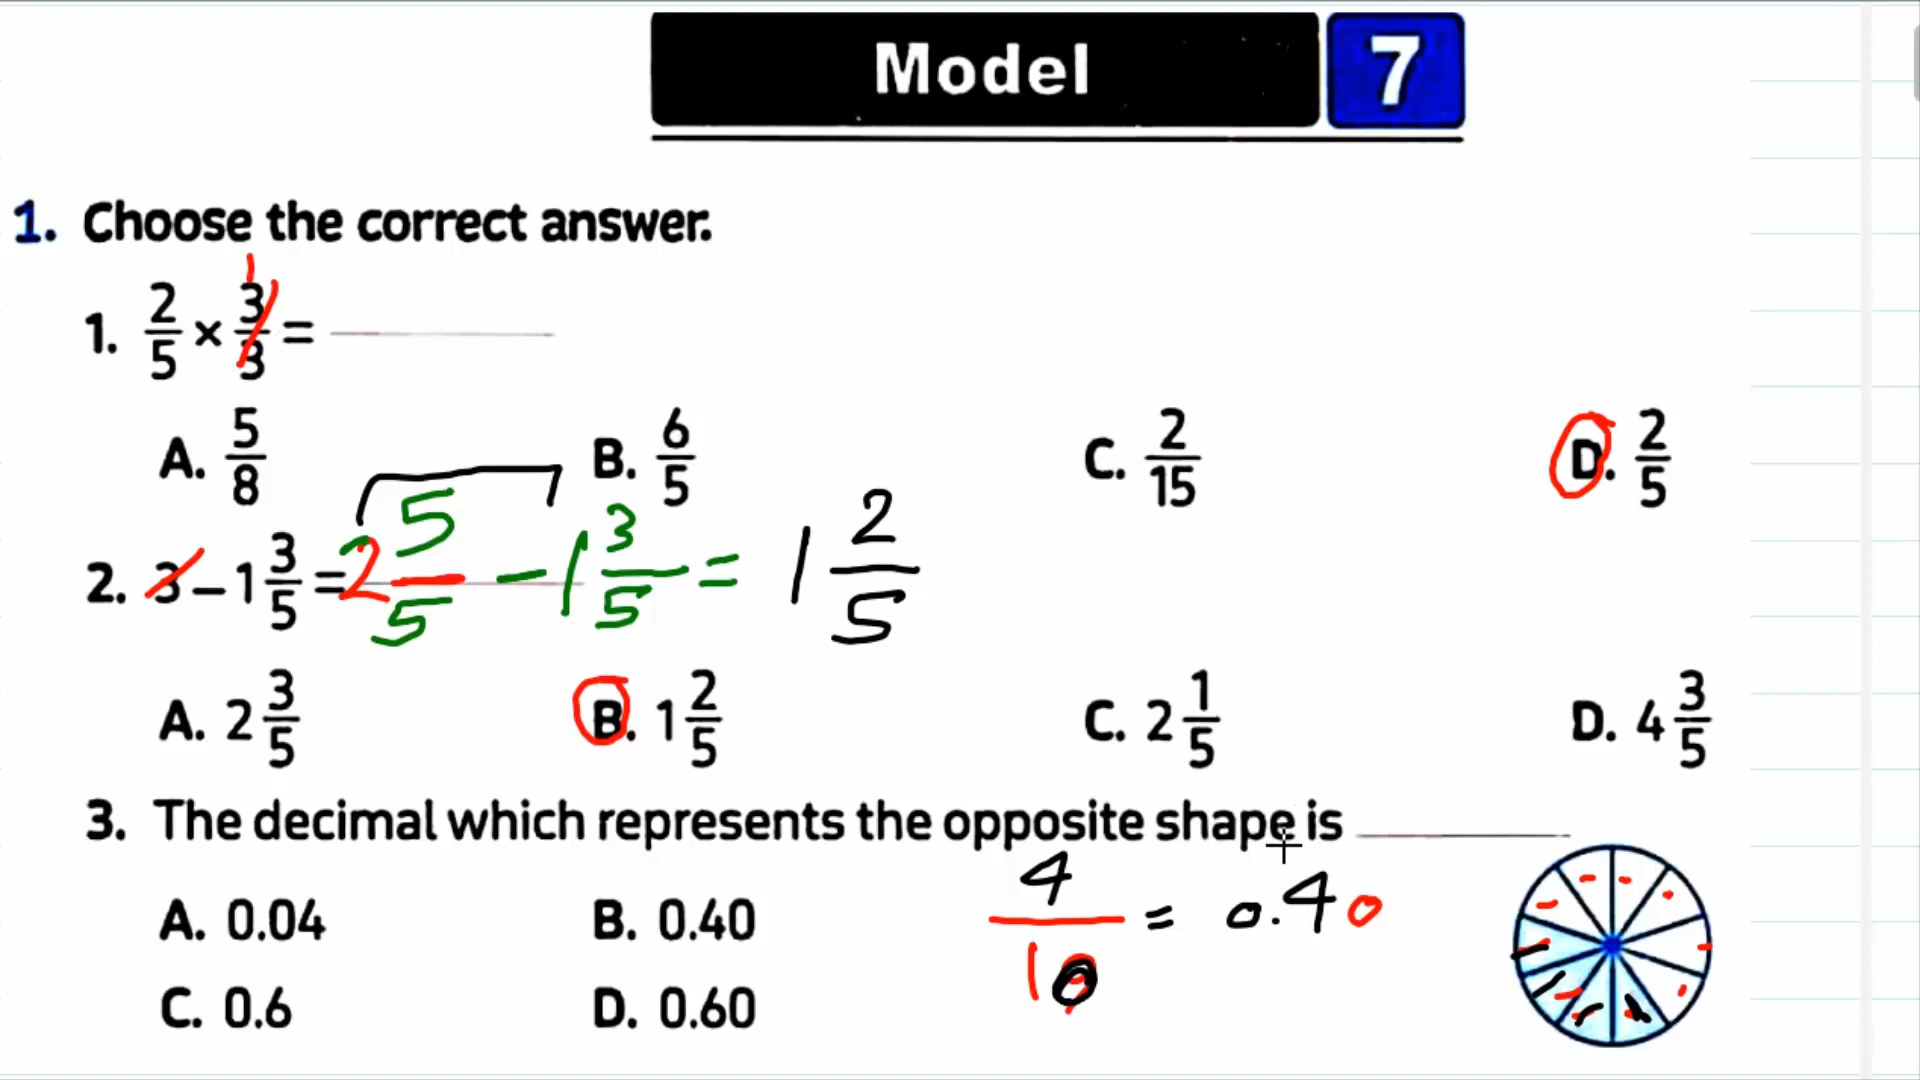 Model 7
1. Choose the correct answer.
1
1. 2/5 × 3/3 =
A. 5/8 B. 6/5 C. 2/15 D. 2/5
2. 3 – 1 3/5 = 2 5/5 – 1 3/5 = 1 2/5
A. 2 3/5 B. 1 2/5 C. 2 1/5 D. 4 3/5
3. The decimal which represents the opposite shape is
A. 0.04 B. 0.40 4/10 = 0.40
C. 0.6 D. 0.60